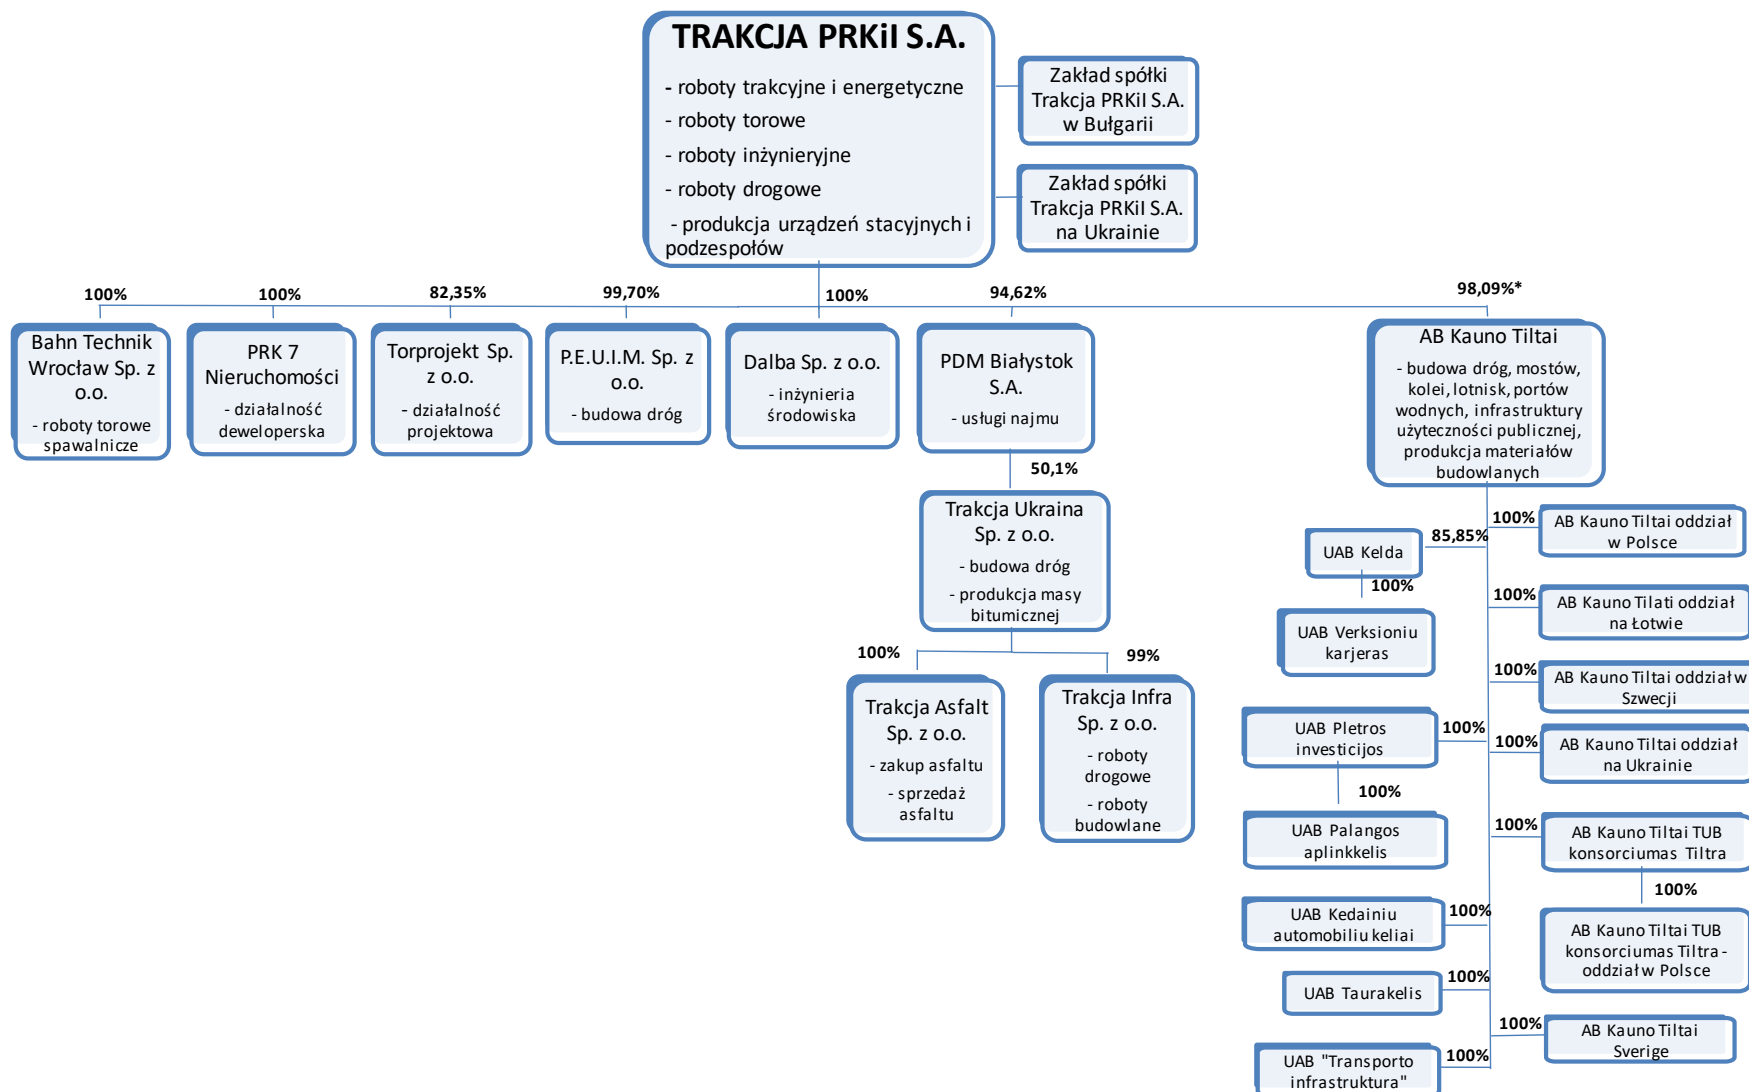 TRAKCJA PRKiI S.A.
- roboty trakcyjne i energetyczne
- roboty torowe
- roboty inżynieryjne
- roboty drogowe
- produkcja urządzeń stacyjnych i
podzespołów
Zakład spółki
Trakcja PRKiI S.A.
w Bułgarii
Zakład spółki
Trakcja PRKiI S.A.
na Ukrainie
100%
100%
82,35%
99,70%
100%
94,62%
98,09%*
Bahn Technik
Wrocław Sp. z
o.o.
- roboty torowe
spawalnicze
PRK 7
Nieruchomości
- działalność
deweloperska
Torprojekt Sp.
z o.o.
- działalność
projektowa
P.E.U.I.M. Sp. z
o.o.
- budowa dróg
Dalba Sp. z o.o.
- inżynieria
środowiska
PDM Białystok
S.A.
- usługi najmu
AB Kauno Tiltai
- budowa dróg, mostów,
kolei, lotnisk, portów
wodnych, infrastruktury
użyteczności publicznej,
produkcja materiałów
budowlanych
50,1%
Trakcja Ukraina
Sp. z o.o.
- budowa dróg
- produkcja masy
bitumicznej
100%
99%
Trakcja Asfalt
Sp. z o.o.
- zakup asfaltu
- sprzedaż
asfaltu
Trakcja Infra
Sp. z o.o.
- roboty
drogowe
- roboty
budowlane
85,85%
UAB Kelda
100%
UAB Verksioniu
karjeras
100%
UAB Pletros
investicijos
100%
UAB Palangos
aplinkkelis
100%
UAB Kedainiu
automobiliu keliai
100%
UAB Taurakelis
100%
UAB "Transporto
infrastruktura"
100%
AB Kauno Tiltai oddział
w Polsce
100%
AB Kauno Tilati oddział
na Łotwie
100%
AB Kauno Tiltai oddział w
Szwecji
100%
AB Kauno Tiltai oddział
na Ukrainie
100%
AB Kauno Tiltai TUB
konsorciumas Tiltra
100%
AB Kauno Tiltai TUB
konsorciumas Tiltra -
oddział w Polsce
100%
AB Kauno Tiltai
Sverige